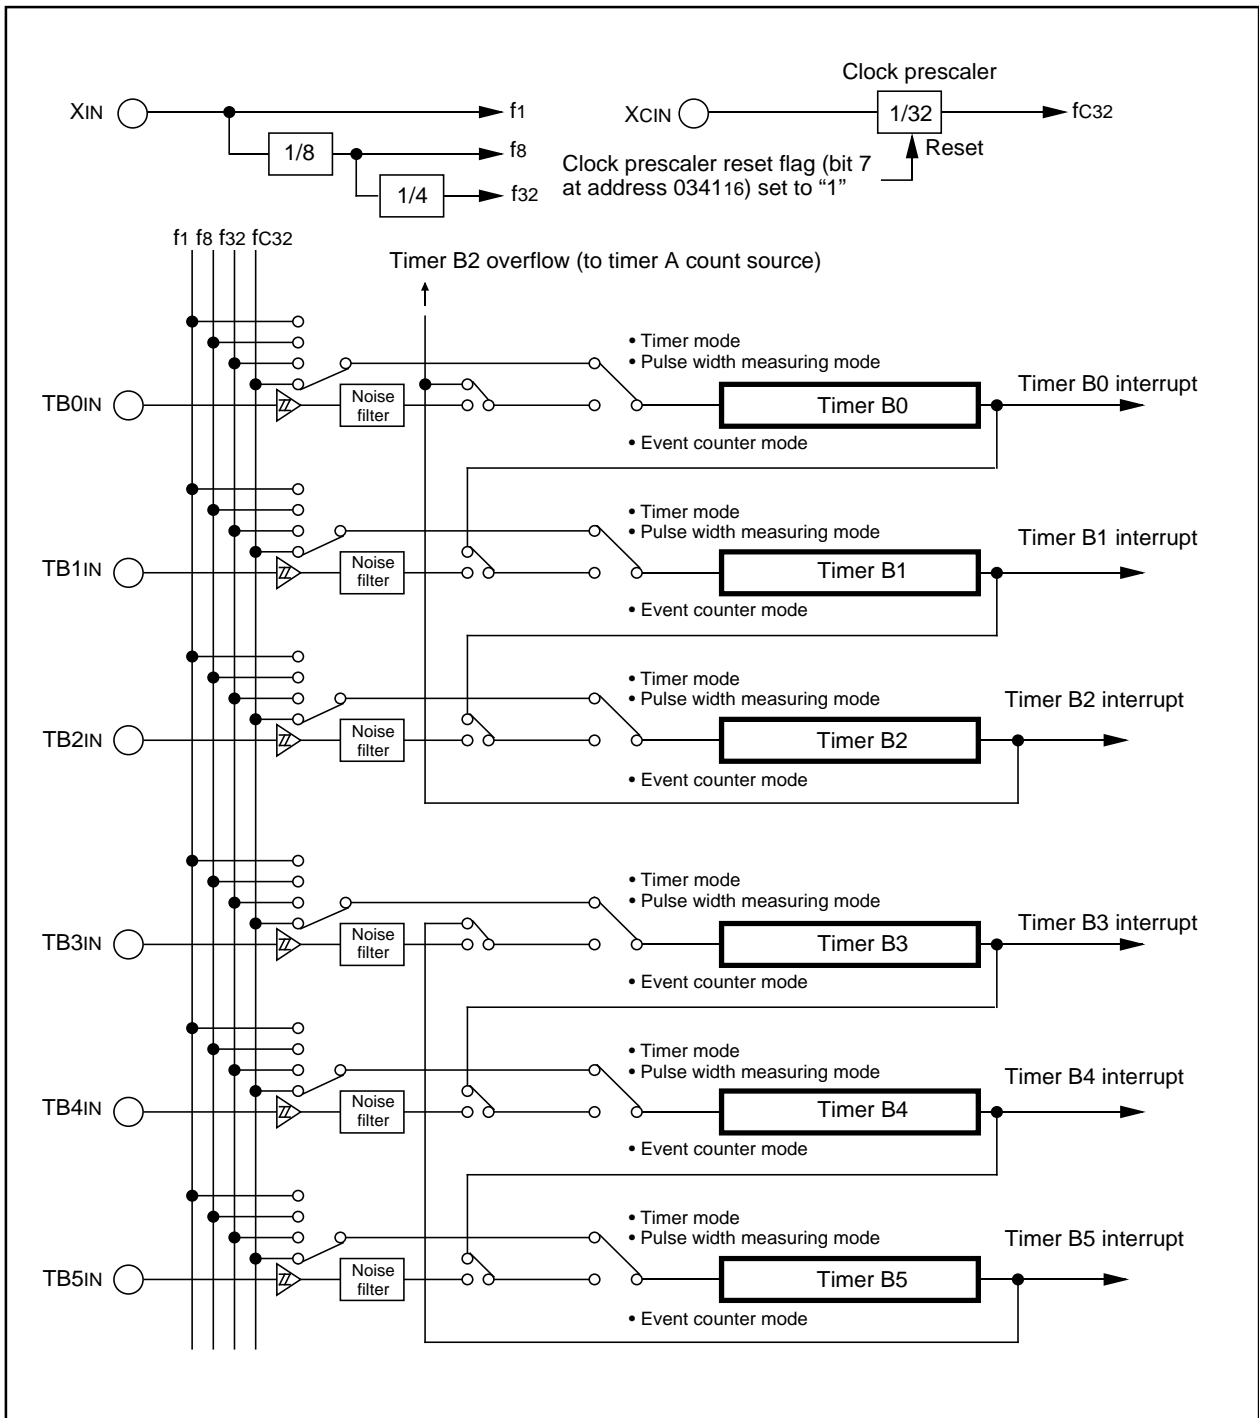 Clock prescaler
XIN
f1
XCIN
1/32
fC32
1/8
f8
Reset
Clock prescaler reset flag (bit 7
at address 034116) set to “1”
1/4
f32
f1 f8 f32 fC32
Timer B2 overflow (to timer A count source)
• Timer mode
• Pulse width measuring mode
TB0IN
Noise
filter
Timer B0
Timer B0 interrupt
• Event counter mode
• Timer mode
• Pulse width measuring mode
TB1IN
Noise
filter
Timer B1
Timer B1 interrupt
• Event counter mode
• Timer mode
• Pulse width measuring mode
TB2IN
Noise
filter
Timer B2
Timer B2 interrupt
• Event counter mode
• Timer mode
• Pulse width measuring mode
TB3IN
Noise
filter
Timer B3
Timer B3 interrupt
• Event counter mode
• Timer mode
• Pulse width measuring mode
TB4IN
Noise
filter
Timer B4
Timer B4 interrupt
• Event counter mode
• Timer mode
• Pulse width measuring mode
TB5IN
Noise
filter
Timer B5
Timer B5 interrupt
• Event counter mode